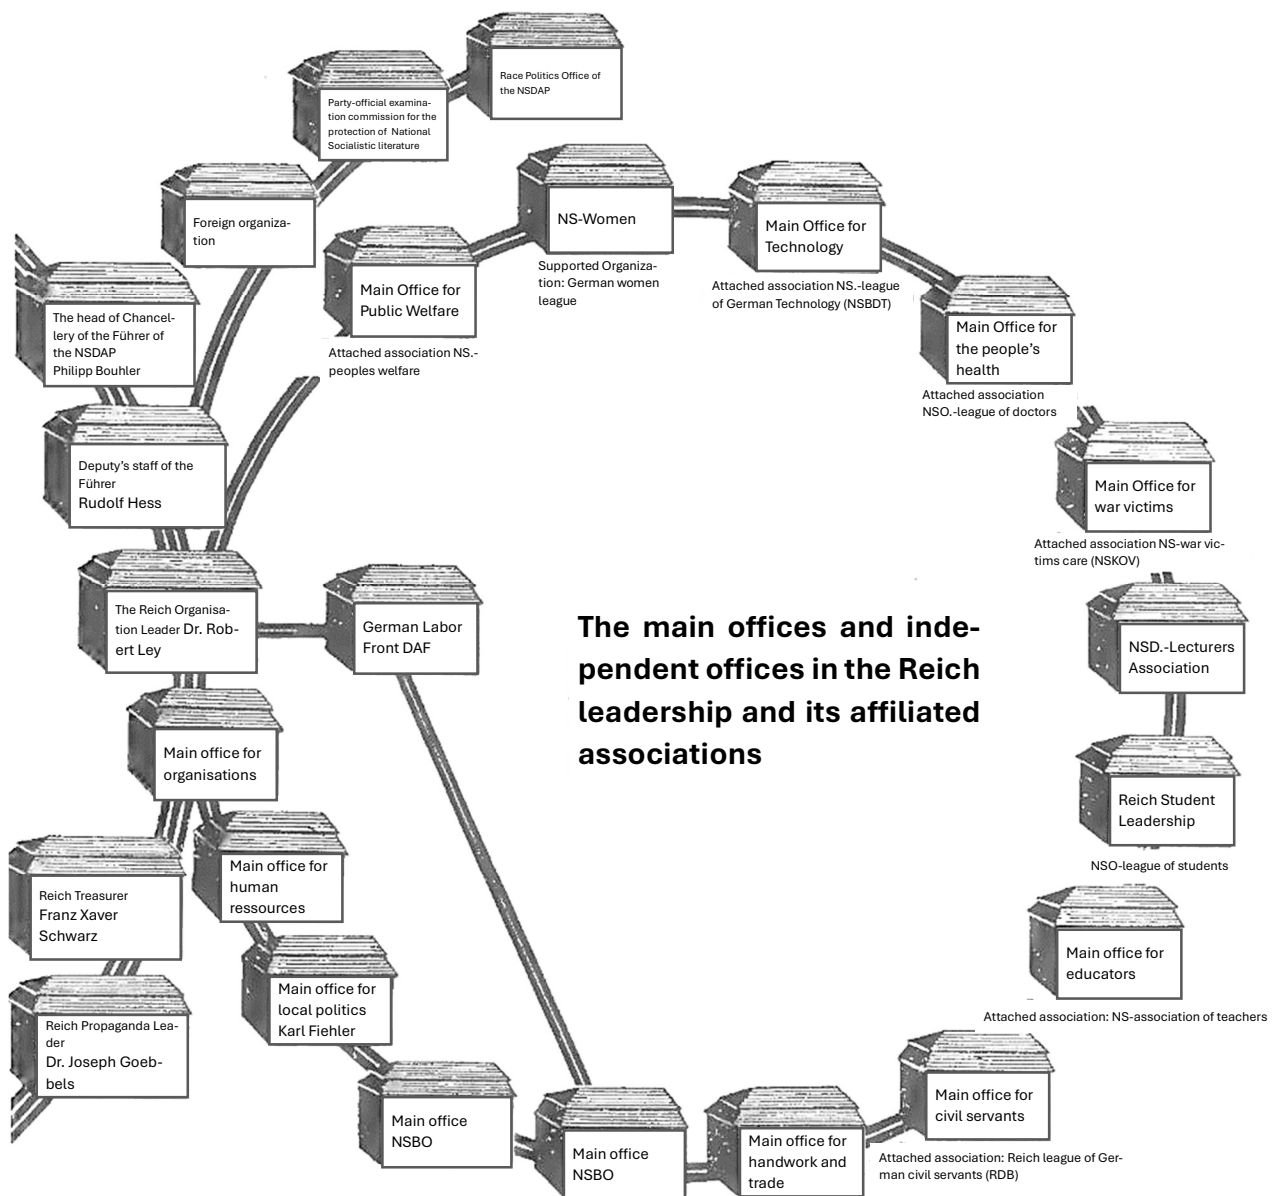 Race Politics Office of
the NSDAP
Party-official examina-
tion commission for the
protection of National
Socialistic literature
Foreign organiza-
tion
NS-Women
Supported Organiza-
tion: German women
league
Main Office for
Technology
Attached association NS.-league
of German Technology (NSBDT)
Main Office for
Public Welfare
Attached association NS.-
peoples welfare
The head of Chancel-
lery of the Führer of
the NSDAP
Philipp Bouhler
Main Office for
the people's
health
Attached association
NSO.-league of doctors
Deputy's staff of the
Führer
Rudolf Hess
Main Office for
war victims
Attached association NS-war vic-
tims care (NSKOV)
The Reich Organisa-
tion Leader Dr. Rob-
ert Ley
German Labor
Front DAF
The main offices and inde-
pendent offices in the Reich
leadership and its affiliated
associations
NSD.-Lecturers
Association
Main office for
organisations
Reich Student
Leadership
NSO-league of students
Main office for
human
ressources
Reich Treasurer
Franz Xaver
Schwarz
Main office for
educators
Attached association: NS-association of teachers
Main office for
local politics
Karl Fiehler
Reich Propaganda Lea-
der
Dr. Joseph Goeb-
bels
Main office
NSBO
Main office
NSBO
Main office for
handwork and
trade
Main office for
civil servants
Attached association: Reich league of Ger-
man civil servants (RDB)